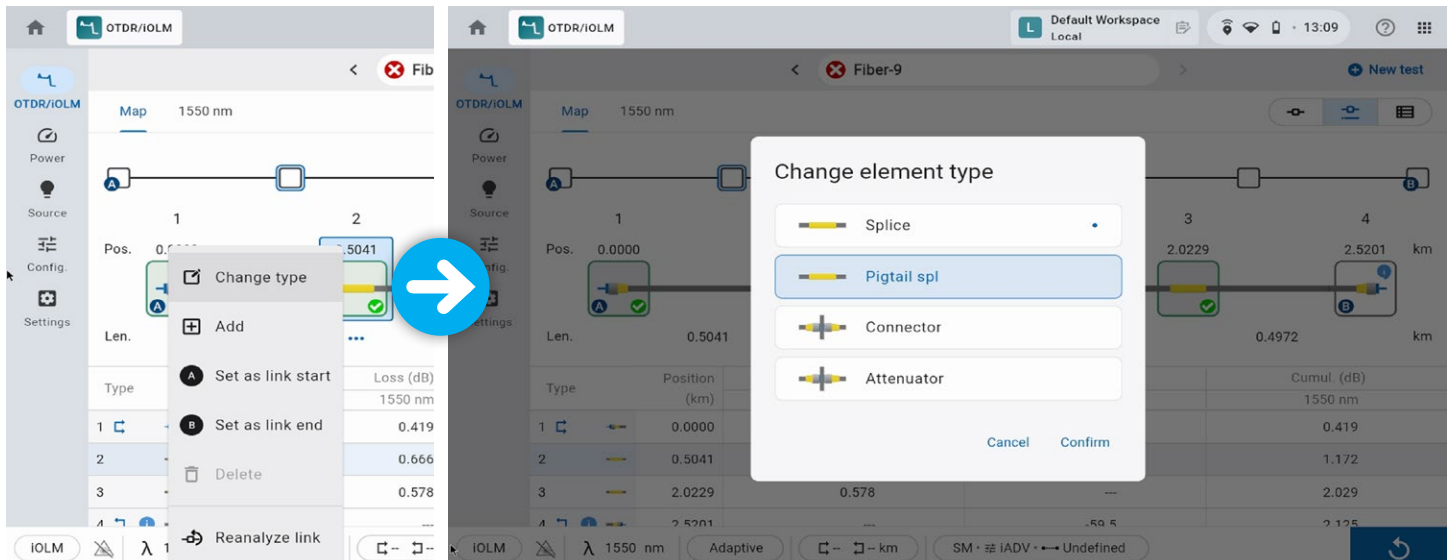 OTDR/iOLM
Fib
OTDR/iOLM
Power
Source
Config.
Settings
Map 1550 nm
A
1 2
Pos. 0. .5041
A
Len.
Change type
Add
A Set as link start
B Set as link end
Delete
Reanalyze link
Type Loss (dB)
1550 nm
1 0.419
2 0.666
3 0.578
4 ---
iOLM λ 1 -- --
OTDR/iOLM
L Default Workspace
Local
13:09
Fiber-9
New test
OTDR/iOLM
Power
Source
nfig.
ettings
Map 1550 nm
A B
1 3 4
Pos. 0.0000 2.0229 2.5201 km
A B
Len. 0.5041 0.4972 km
Change element type
Splice
Pigtail spl
Connector
Attenuator
Cancel Confirm
Type Position Cumul. (dB)
(km) 1550 nm
1 0.0000 0.419
2 0.5041 1.172
3 2.0229 0.578 --- 2.029
4 2.5201 --- -59.5 2.125
iOLM λ 1550 nm Adaptive -- -- km SM · iADV · Undefined